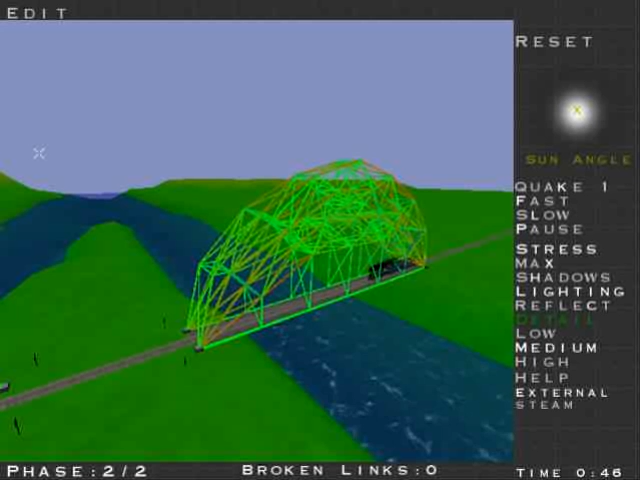 Edit
Reset
Sun Angle
Quake 1
Fast
Slow
Pause
Stress
Max
Shadows
Lighting
Reflect
Detail
Low
Medium
High
Help
External
Steam
Phase:2/2
Broken Links:0
Time 0:46